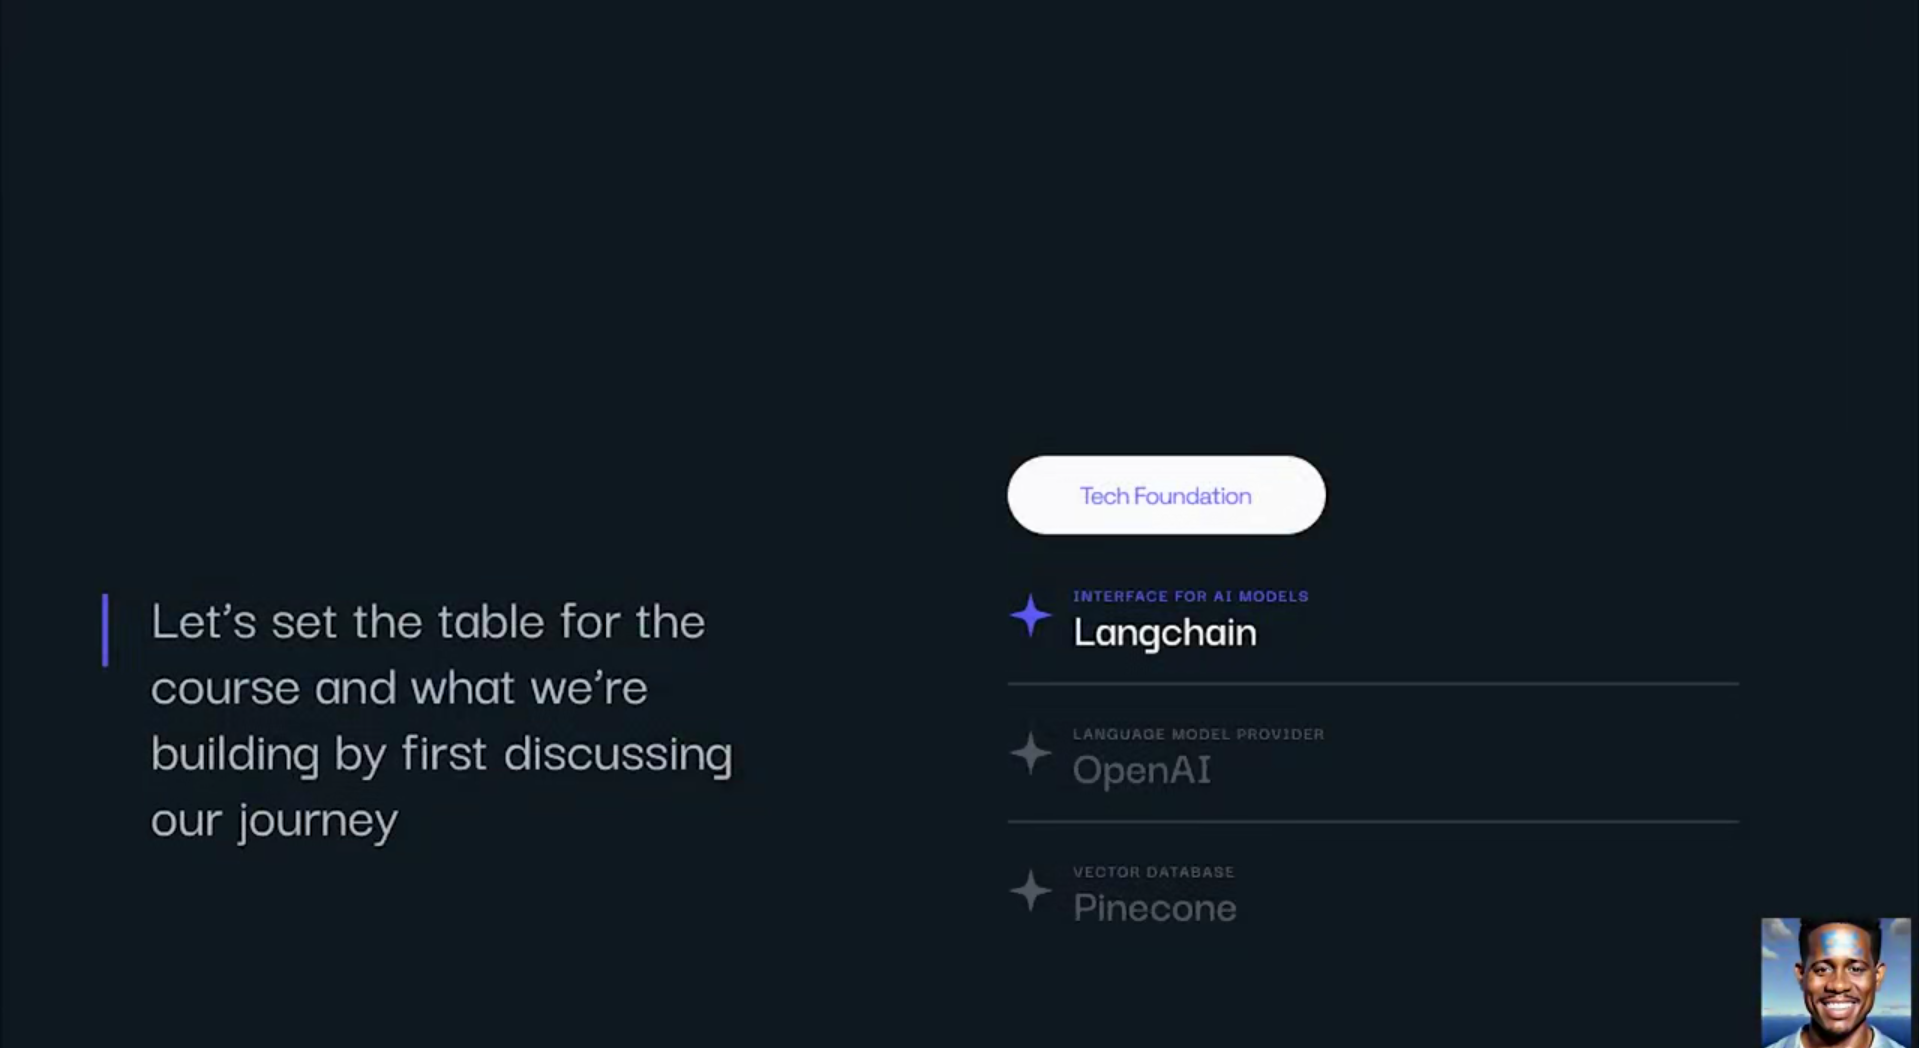 Let’s set the table for the
course and what we’re
building by first discussing
our journey
Tech Foundation
INTERFACE FOR AI MODELS
Langchain
LANGUAGE MODEL PROVIDER
OpenAI
VECTOR DATABASE
Pinecone